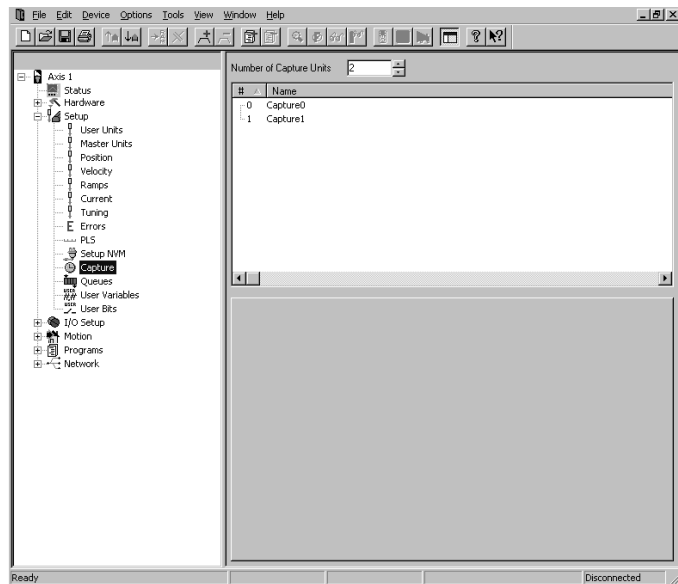 File Edit Device Options Tools View Window Help
Number of Capture Units 2
# Name
0 Capture0
1 Capture1
Axis 1
Status
Hardware
Setup
User Units
Master Units
Position
Velocity
Ramps
Current
Tuning
E Errors
PLS
Setup NVM
Capture
Queues
User Variables
User Bits
I/O Setup
Motion
Programs
Network
Ready
Disconnected